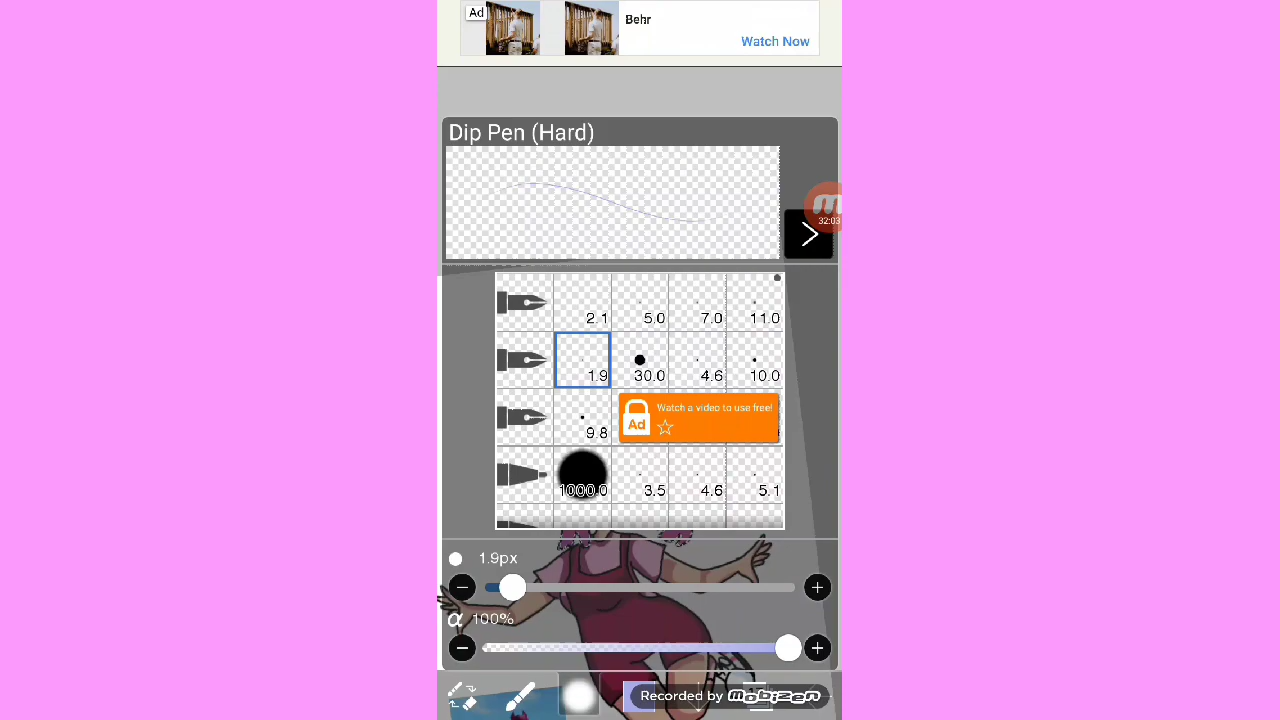 Ad
Behr
Watch Now
Dip Pen (Hard)
32:03
2.1 5.0 7.0 11.0
1.9 30.0 4.6 10.0
Watch a video to use free!
Ad
9.8
1000.0 3.5 4.6 5.1
1.9px
α 100%
Recorded by mobizen